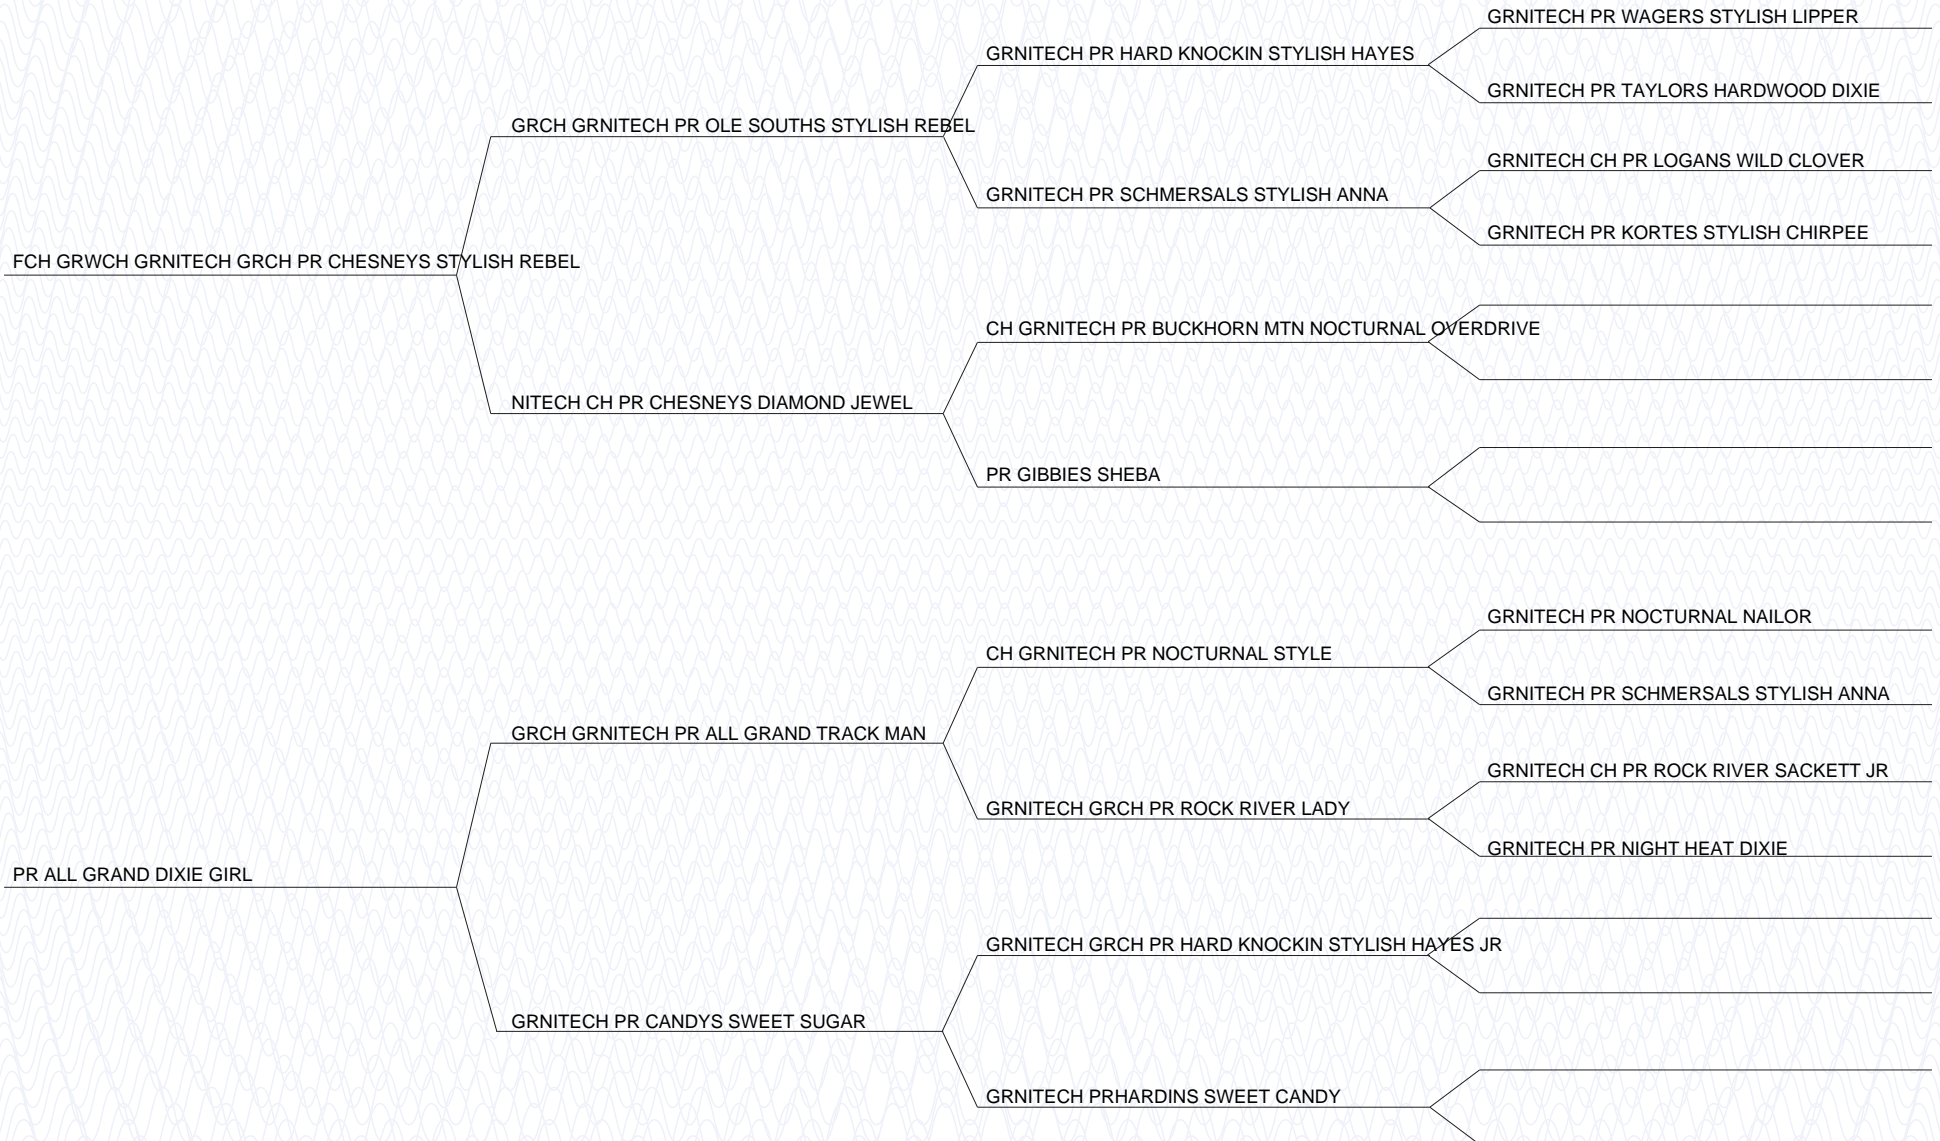 GRNITECH PR WAGERS STYLISH LIPPER
GRNITECH PR HARD KNOCKIN STYLISH HAYES
GRNITECH PR TAYLORS HARDWOOD DIXIE
GRCH GRNITECH PR OLE SOUTHS STYLISH REBEL
GRNITECH CH PR LOGANS WILD CLOVER
GRNITECH PR SCHMERSALS STYLISH ANNA
GRNITECH PR KORTES STYLISH CHIRPEE
FCH GRWCH GRNITECH GRCH PR CHESNEYS STYLISH REBEL
CH GRNITECH PR BUCKHORN MTN NOCTURNAL OVERDRIVE
NITECH CH PR CHESNEYS DIAMOND JEWEL
PR GIBBIES SHEBA
GRNITECH PR NOCTURNAL NAILOR
CH GRNITECH PR NOCTURNAL STYLE
GRNITECH PR SCHMERSALS STYLISH ANNA
GRCH GRNITECH PR ALL GRAND TRACK MAN
GRNITECH CH PR ROCK RIVER SACKETT JR
GRNITECH GRCH PR ROCK RIVER LADY
GRNITECH PR NIGHT HEAT DIXIE
PR ALL GRAND DIXIE GIRL
GRNITECH GRCH PR HARD KNOCKIN STYLISH HAYES JR
GRNITECH PR CANDYS SWEET SUGAR
GRNITECH PRHARDINS SWEET CANDY